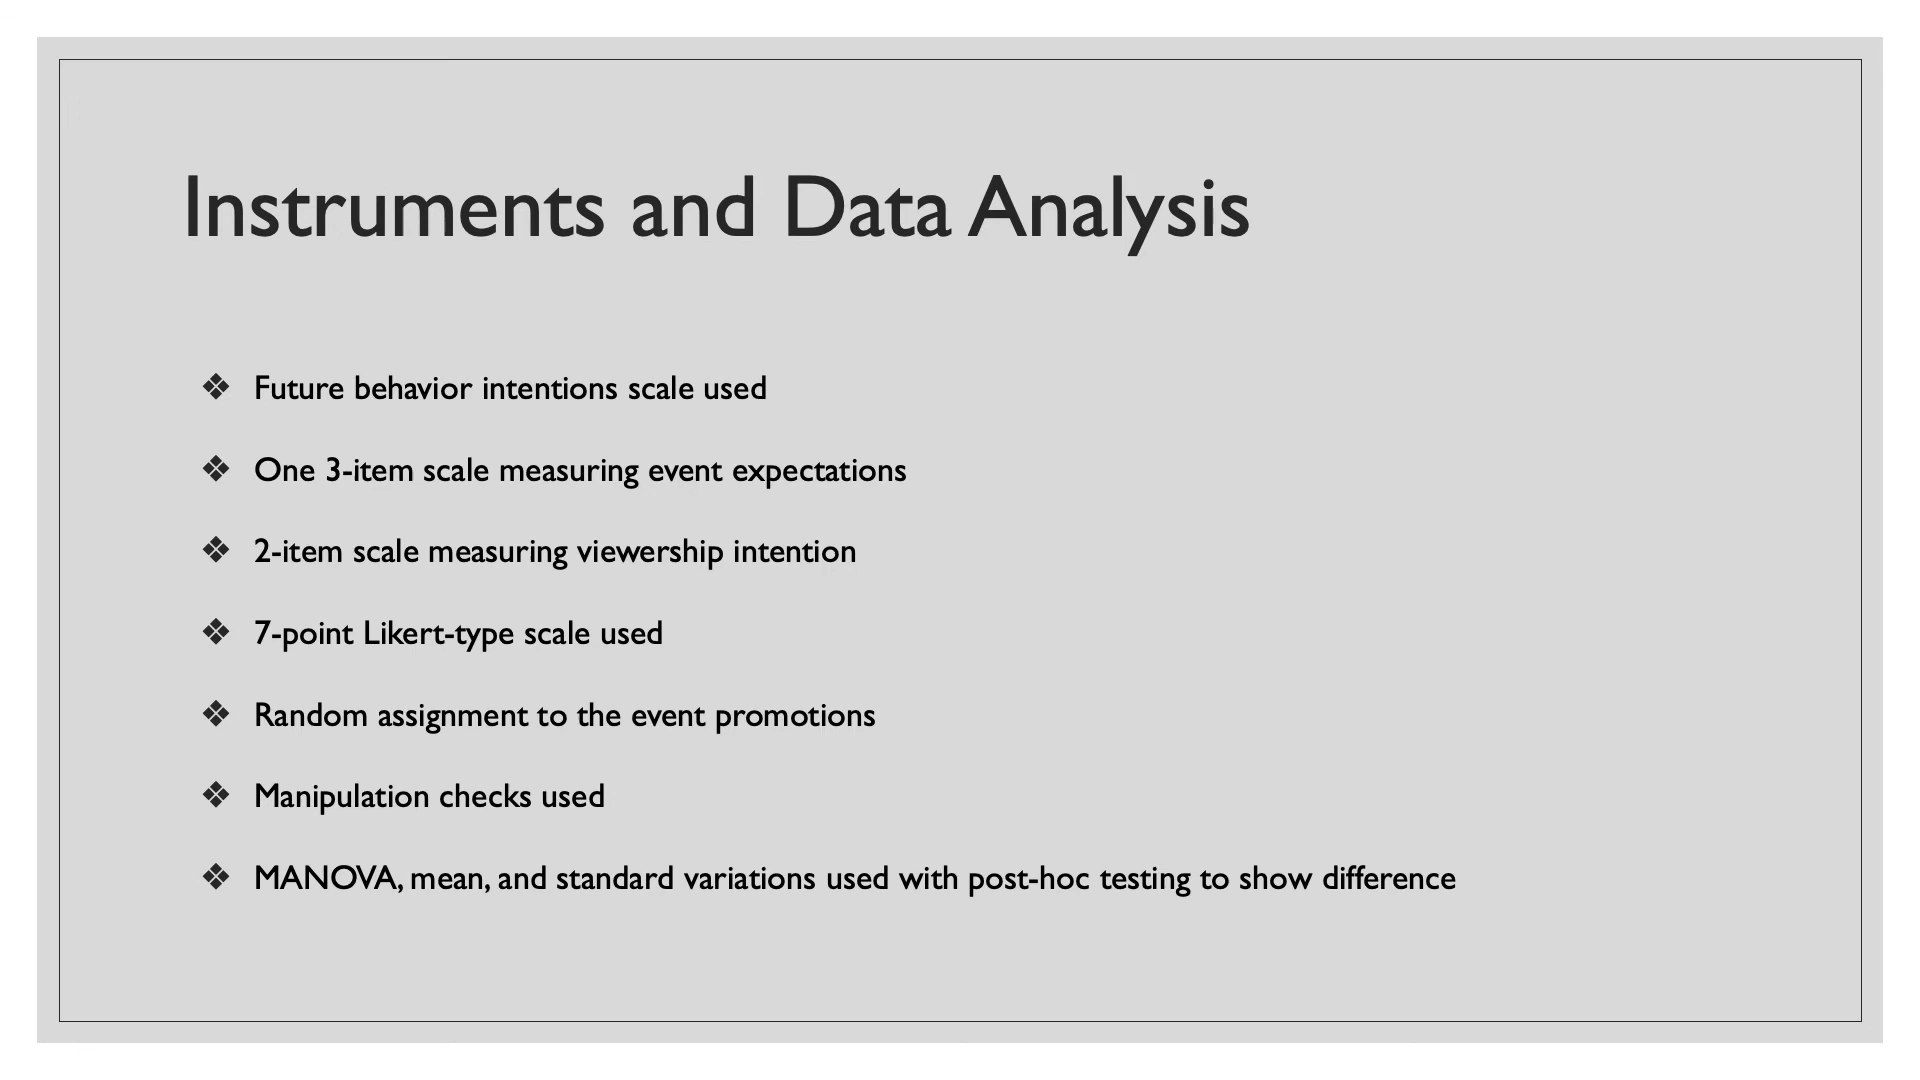 Instruments and Data Analysis
❖ Future behavior intentions scale used
❖ One 3-item scale measuring event expectations
❖ 2-item scale measuring viewership intention
❖ 7-point Likert-type scale used
❖ Random assignment to the event promotions
❖ Manipulation checks used
❖ MANOVA, mean, and standard variations used with post-hoc testing to show difference